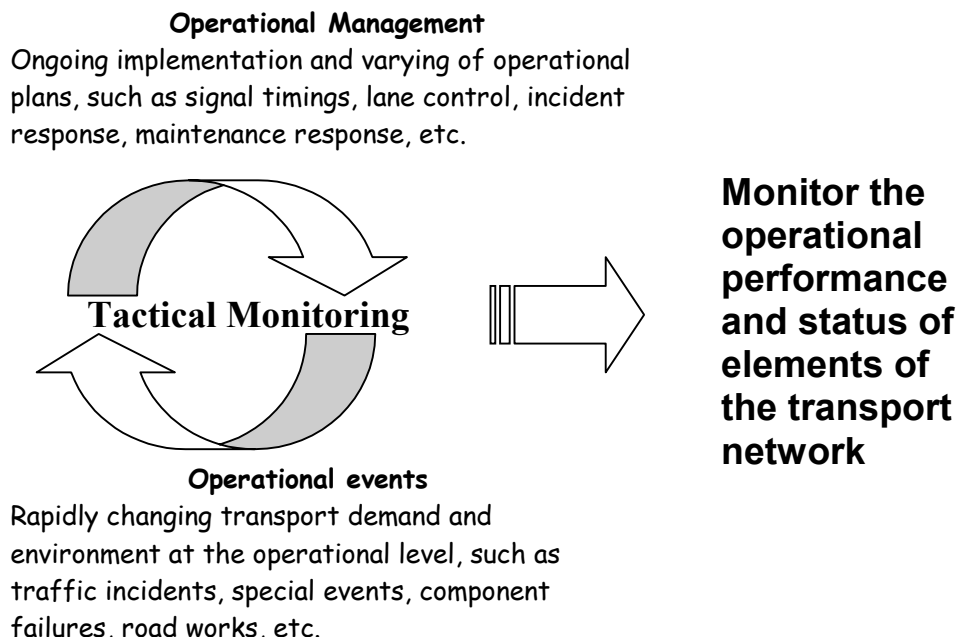 Operational Management
Ongoing implementation and varying of operational
plans, such as signal timings, lane control, incident
response, maintenance response, etc.
Tactical Monitoring
Operational events
Rapidly changing transport demand and
environment at the operational level, such as
traffic incidents, special events, component
failures, road works, etc.
Monitor the
operational
performance
and status of
elements of
the transport
network